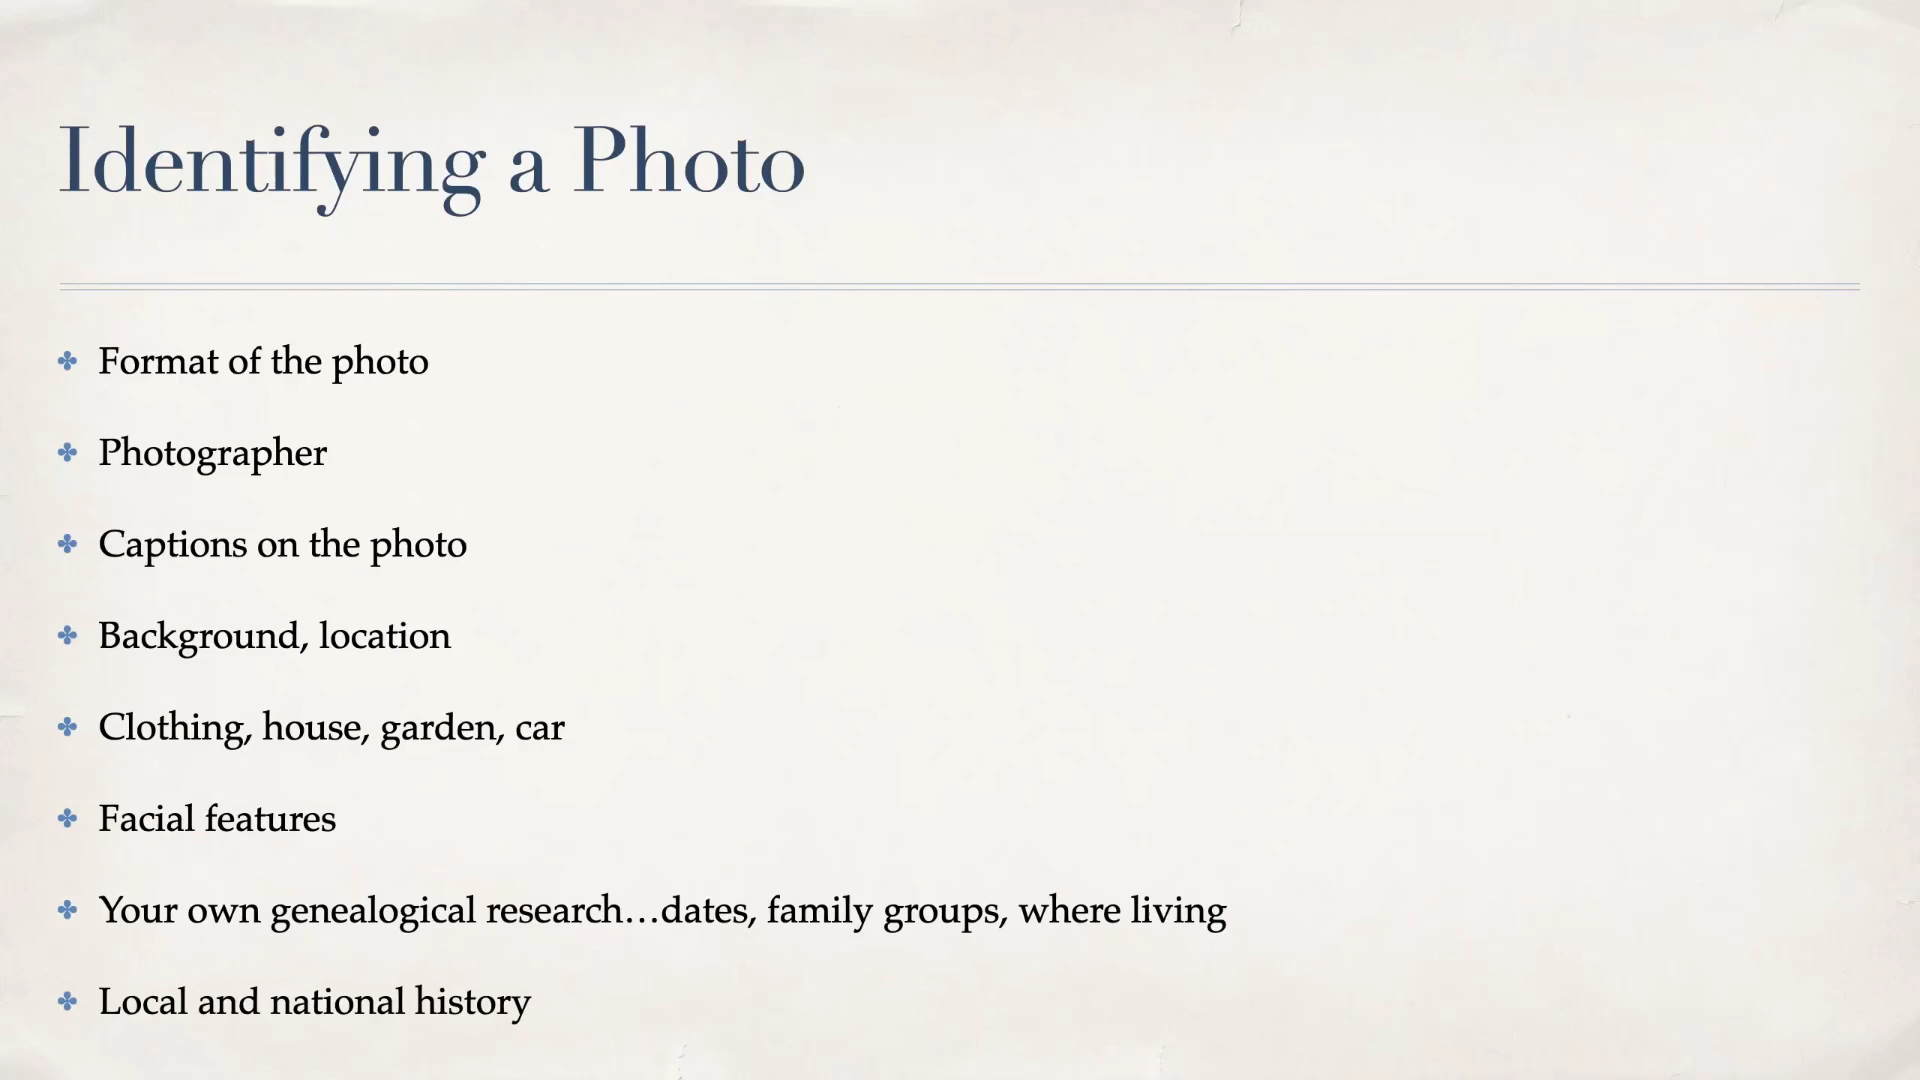 Identifying a Photo
Format of the photo
Photographer
Captions on the photo
Background, location
Clothing, house, garden, car
Facial features
Your own genealogical research…dates, family groups, where living
Local and national history